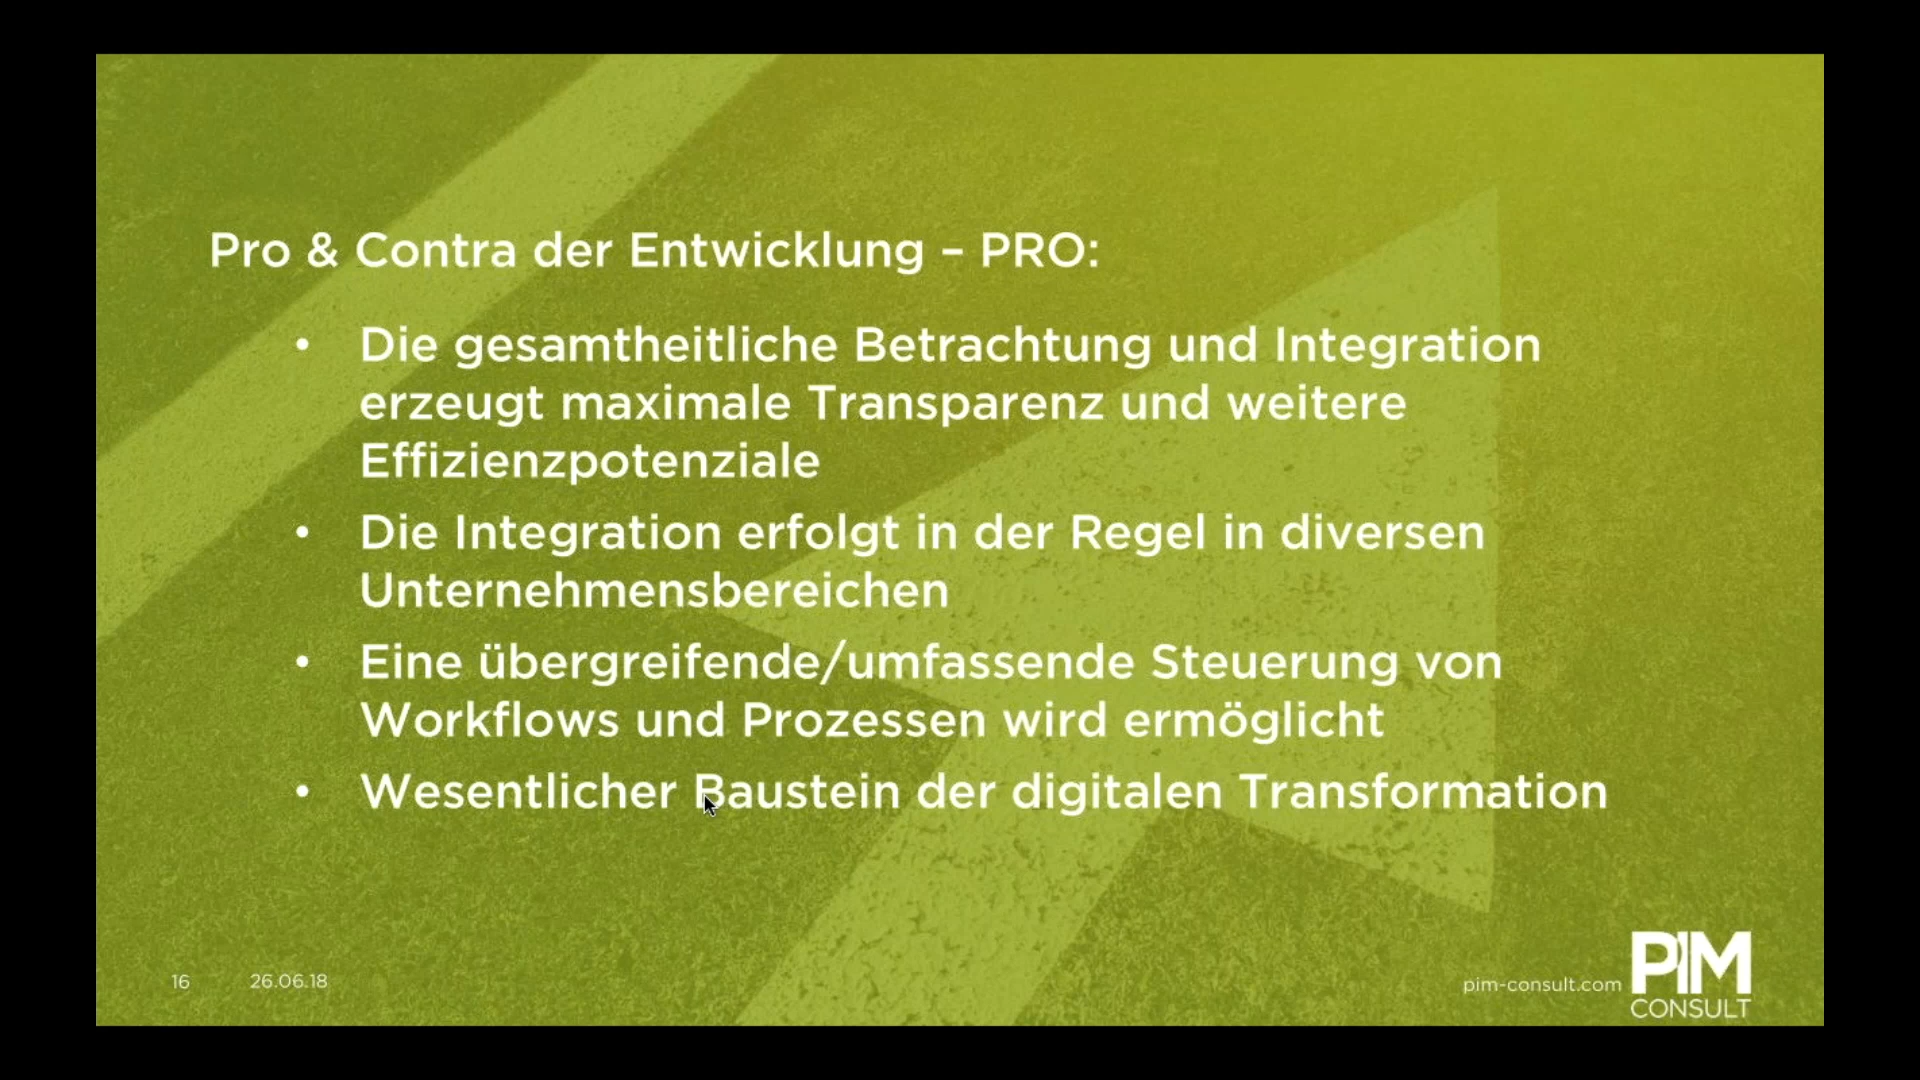 Pro & Contra der Entwicklung – PRO:
• Die gesamtheitliche Betrachtung und Integration
erzeugt maximale Transparenz und weitere
Effizienzpotenziale
• Die Integration erfolgt in der Regel in diversen
Unternehmensbereichen
• Eine übergreifende/umfassende Steuerung von
Workflows und Prozessen wird ermöglicht
• Wesentlicher Baustein der digitalen Transformation
16 26.06.18
pim-consult.com
PIM
CONSULT